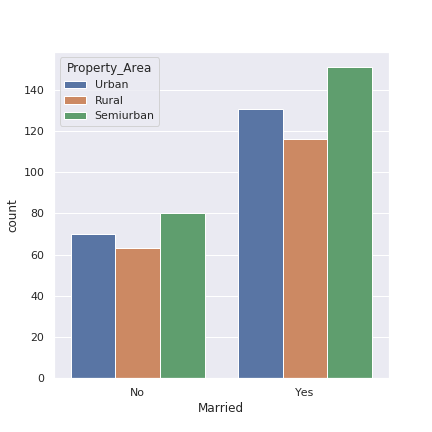 Property_Area
Urban
Rural
Semiurban
140
120
100
80
60
40
20
0
count
No Yes
Married